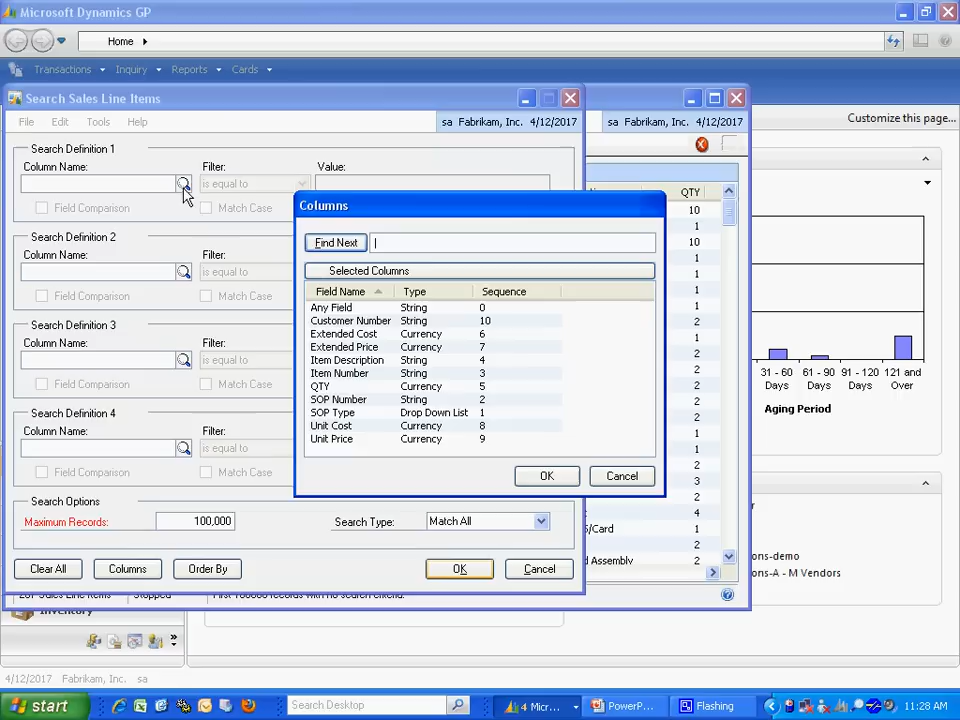 Microsoft Dynamics GP
Home
Transactions Inquiry Reports Cards
Search Sales Line Items
File Edit Tools Help
sa Fabrikam, Inc. 4/12/2017
sa Fabrikam, Inc. 4/12/2017
Customize this page...
Search Definition 1
Column Name: Filter: Value:
is equal to
Field Comparison Match Case
Columns
Find Next
Selected Columns
Field Name Type Sequence
Any Field String 0
Customer Number String 10
Extended Cost Currency 6
Extended Price Currency 7
Item Description String 4
Item Number String 3
QTY Currency 5
SOP Number String 2
SOP Type Drop Down List 1
Unit Cost Currency 8
Unit Price Currency 9
OK Cancel
Search Definition 2
Column Name: Filter:
is equal to
Field Comparison Match Case
Search Definition 3
Column Name: Filter:
is equal to
Field Comparison Match Case
Search Definition 4
Column Name: Filter:
is equal to
Field Comparison Match Case
Search Options
Maximum Records: 100,000 Search Type: Match All
Clear All Columns Order By OK Cancel
QTY
10
1
10
1
1
1
1
2
1
2
2
2
1
1
1
2
1
2
3
2
4
/Card 1
2
d Assembly 2
31 - 60 Days
61 - 90 Days
91 - 120 Days
121 and Over
Aging Period
ons-demo
ons-A - M Vendors
Stopped
Inventory
4/12/2017 Fabrikam, Inc. sa
start
Search Desktop
4 Micr...
PowerP...
Flashing
11:28 AM